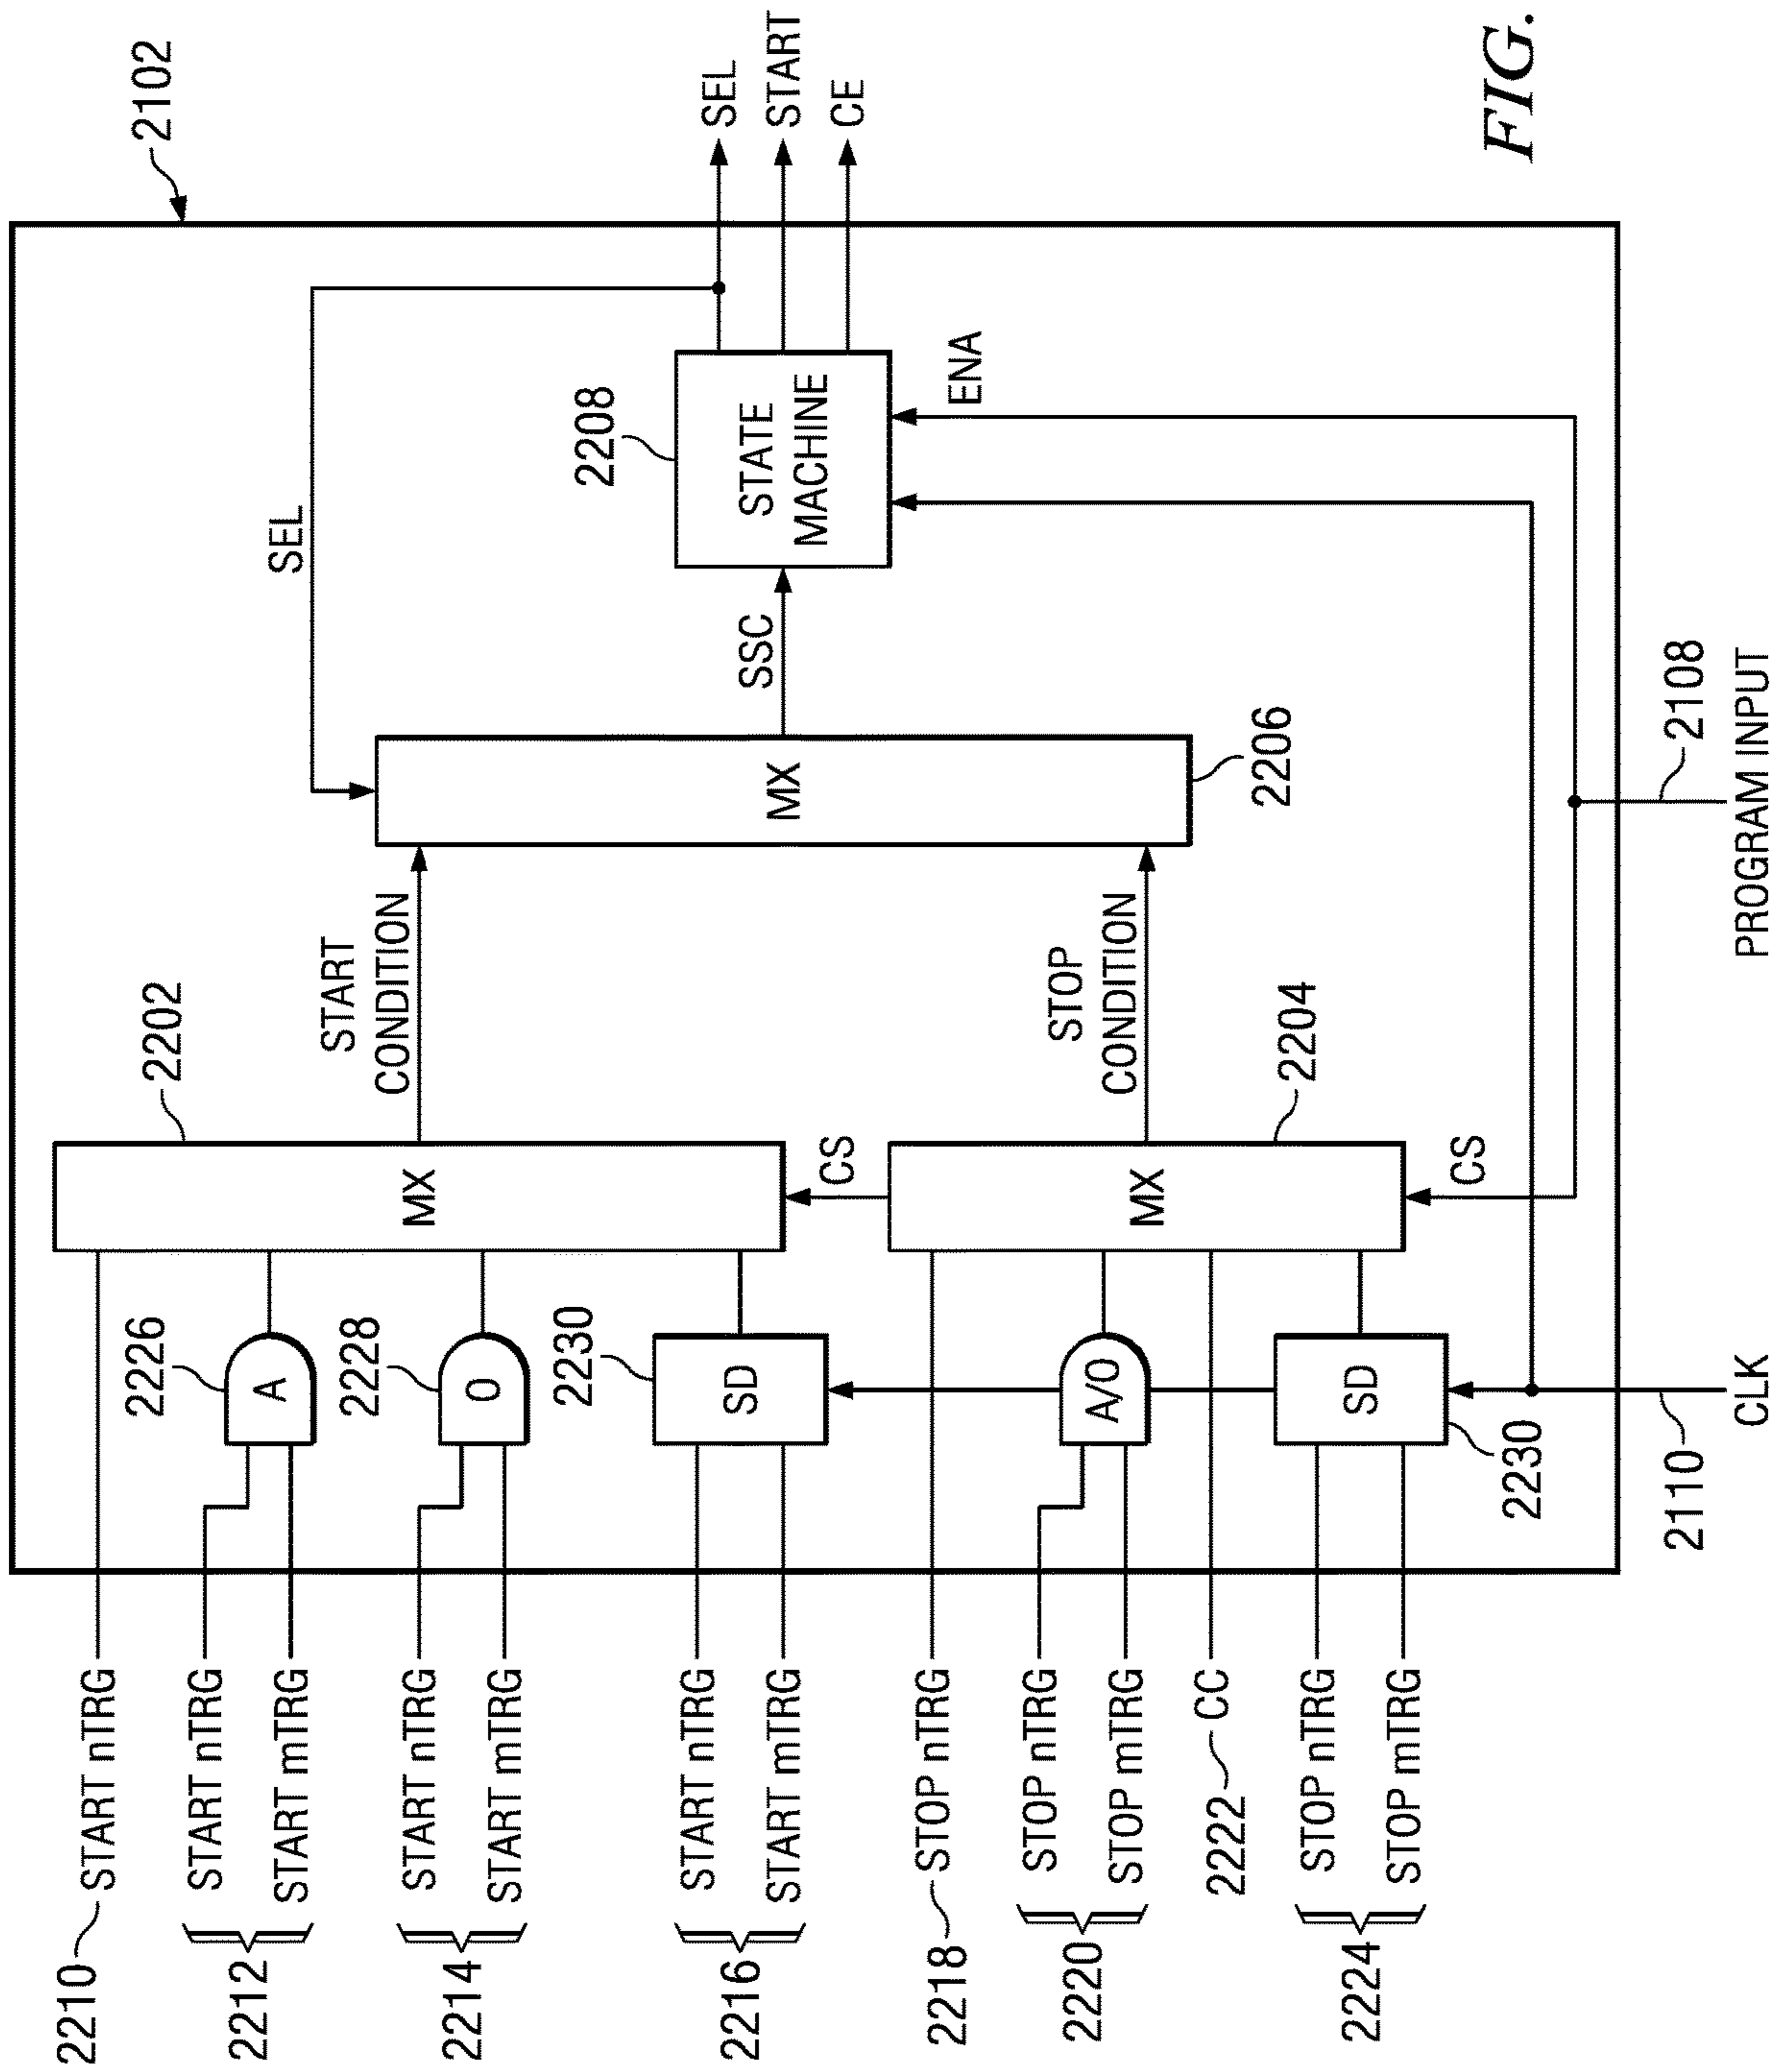 2102
SEL
START
CE
SEL
2208
STATE
MACHINE
ENA
SSC
MX
2206
START
CONDITION
STOP
CONDITION
2202
MX
CS
2204
MX
CS
2226
A
2228
O
2230
SD
A/O
SD
2230
2210 START nTRG
2212
START nTRG
START mTRG
2214
START nTRG
START mTRG
2216
START nTRG
START mTRG
2218 STOP nTRG
2220
STOP nTRG
STOP mTRG
2222 CC
2224
STOP nTRG
STOP mTRG
2110
CLK
2108
PROGRAM INPUT
FIG.